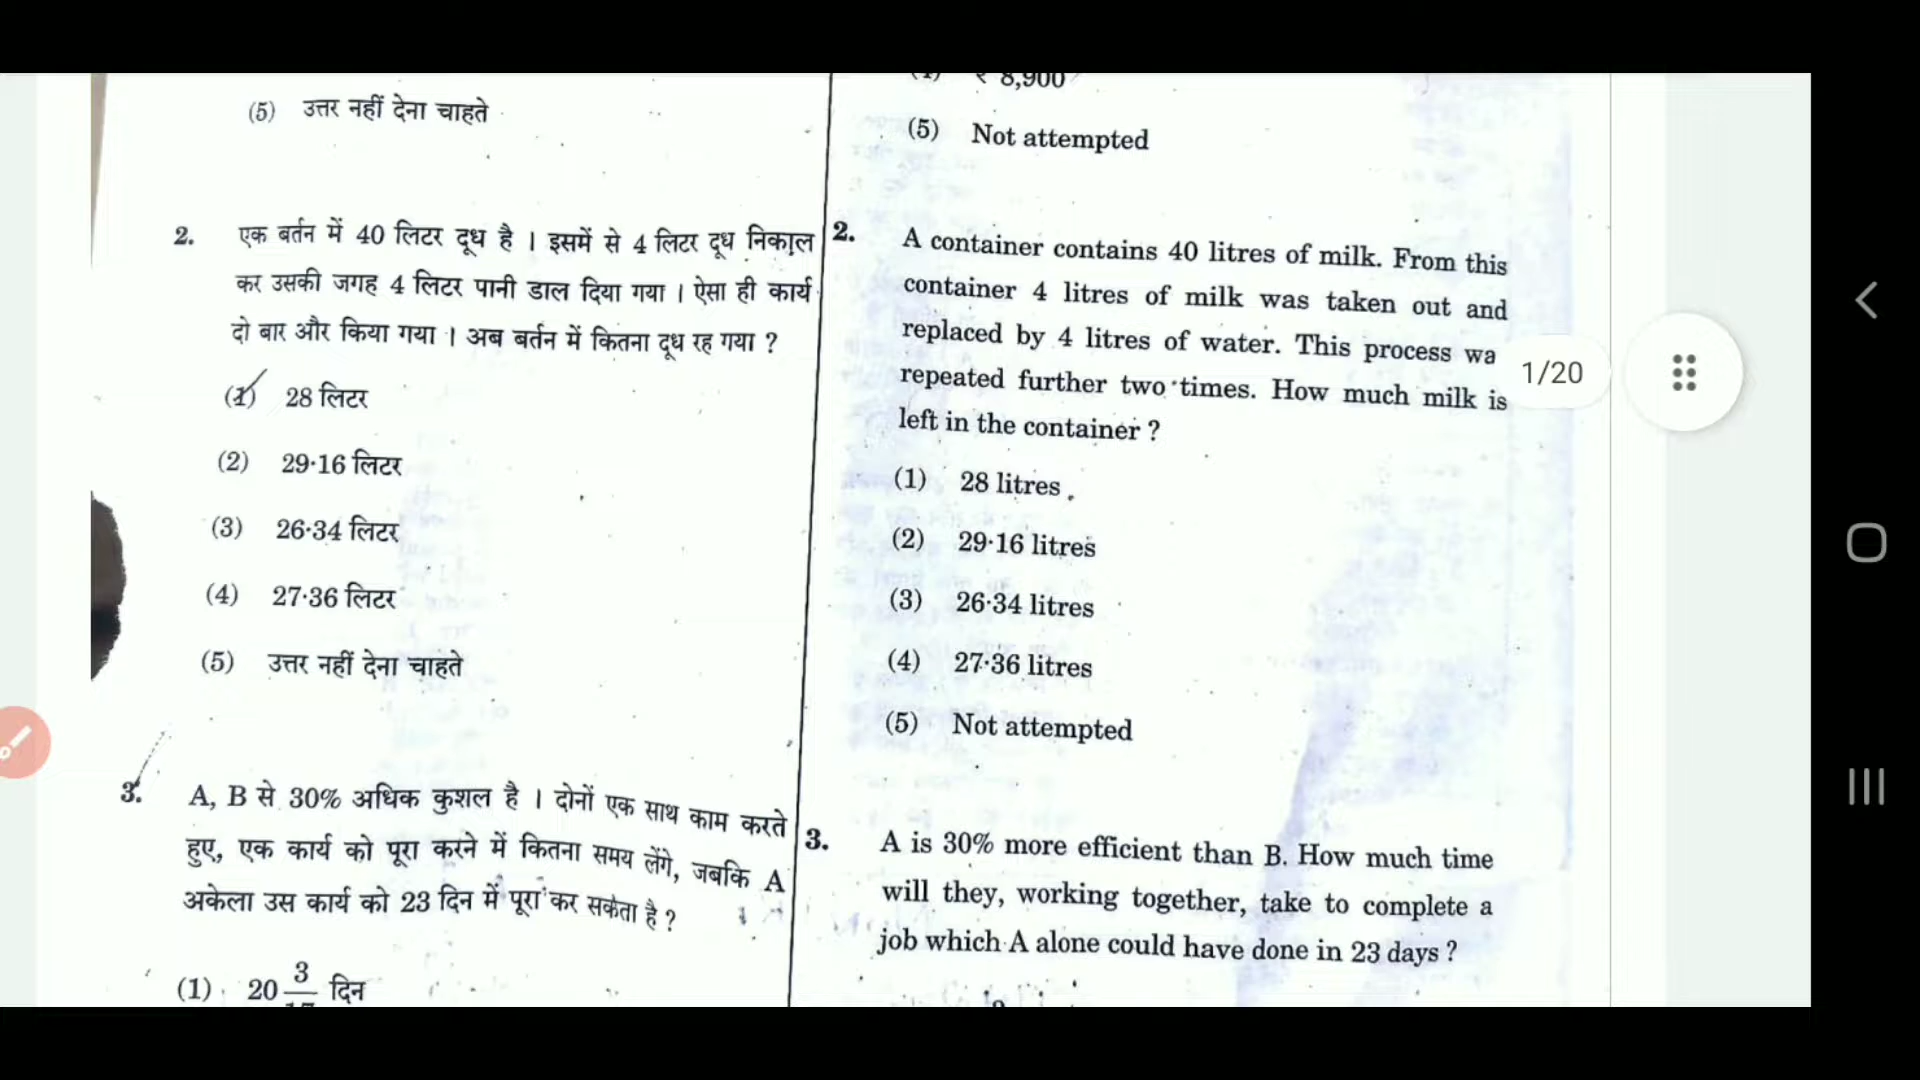 (5) उत्तर नहीं देना चाहते
2. एक बर्तन में 40 लिटर दूध है । इसमें से 4 लिटर दूध निकाल
कर उसकी जगह 4 लिटर पानी डाल दिया गया । ऐसा ही कार्य
दो बार और किया गया । अब बर्तन में कितना दूध रह गया ?
(1) 28 लिटर
(2) 29·16 लिटर
(3) 26·34 लिटर
(4) 27·36 लिटर
(5) उत्तर नहीं देना चाहते
3. A, B से 30% अधिक कुशल है । दोनों एक साथ काम करते
हुए, एक कार्य को पूरा करने में कितना समय लेंगे, जबकि A
अकेला उस कार्य को 23 दिन में पूरा कर सकता है ?
(1) 20 3 दिन
(4) ₹ 8,900
(5) Not attempted
2. A container contains 40 litres of milk. From this
container 4 litres of milk was taken out and
replaced by 4 litres of water. This process wa
repeated further two times. How much milk is
left in the container ?
(1) 28 litres
(2) 29·16 litres
(3) 26·34 litres
(4) 27·36 litres
(5) Not attempted
3. A is 30% more efficient than B. How much time
will they, working together, take to complete a
job which A alone could have done in 23 days ?
1/20